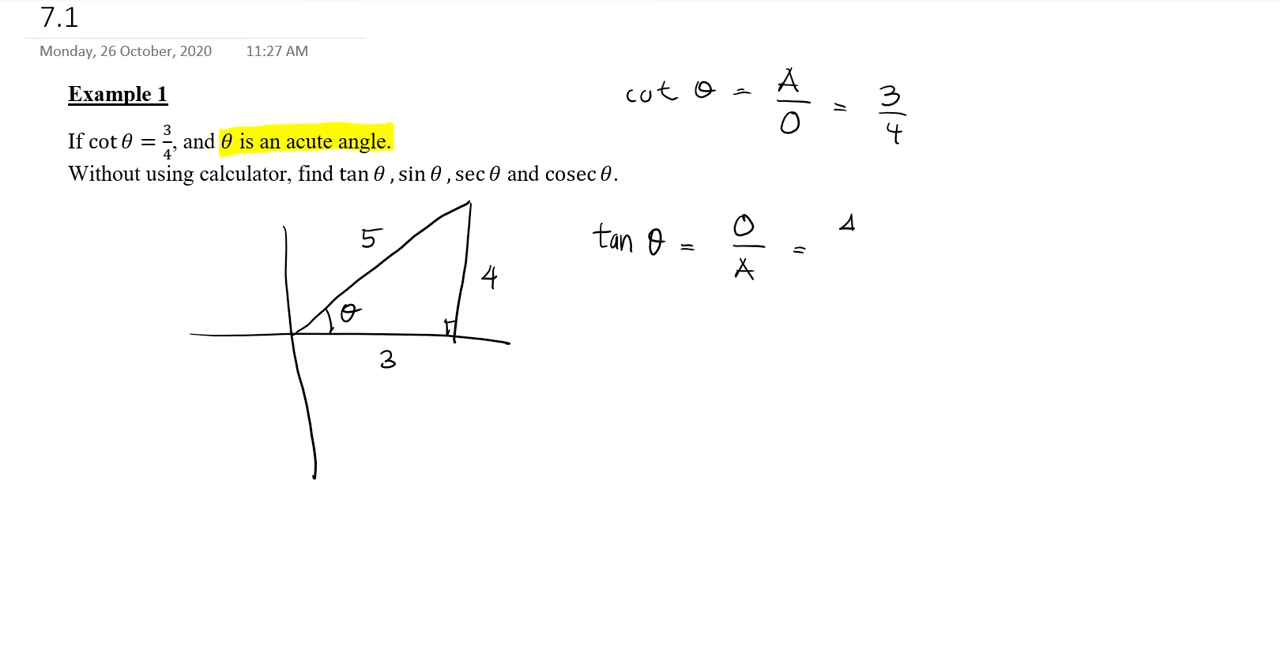 7.1
Monday, 26 October, 2020 11:27 AM
Example 1
If cot θ = 3/4, and θ is an acute angle.
Without using calculator, find tan θ , sin θ , sec θ and cosec θ.
cot θ = A/O = 3/4
tan θ = O/A = 4
5
4
θ
3